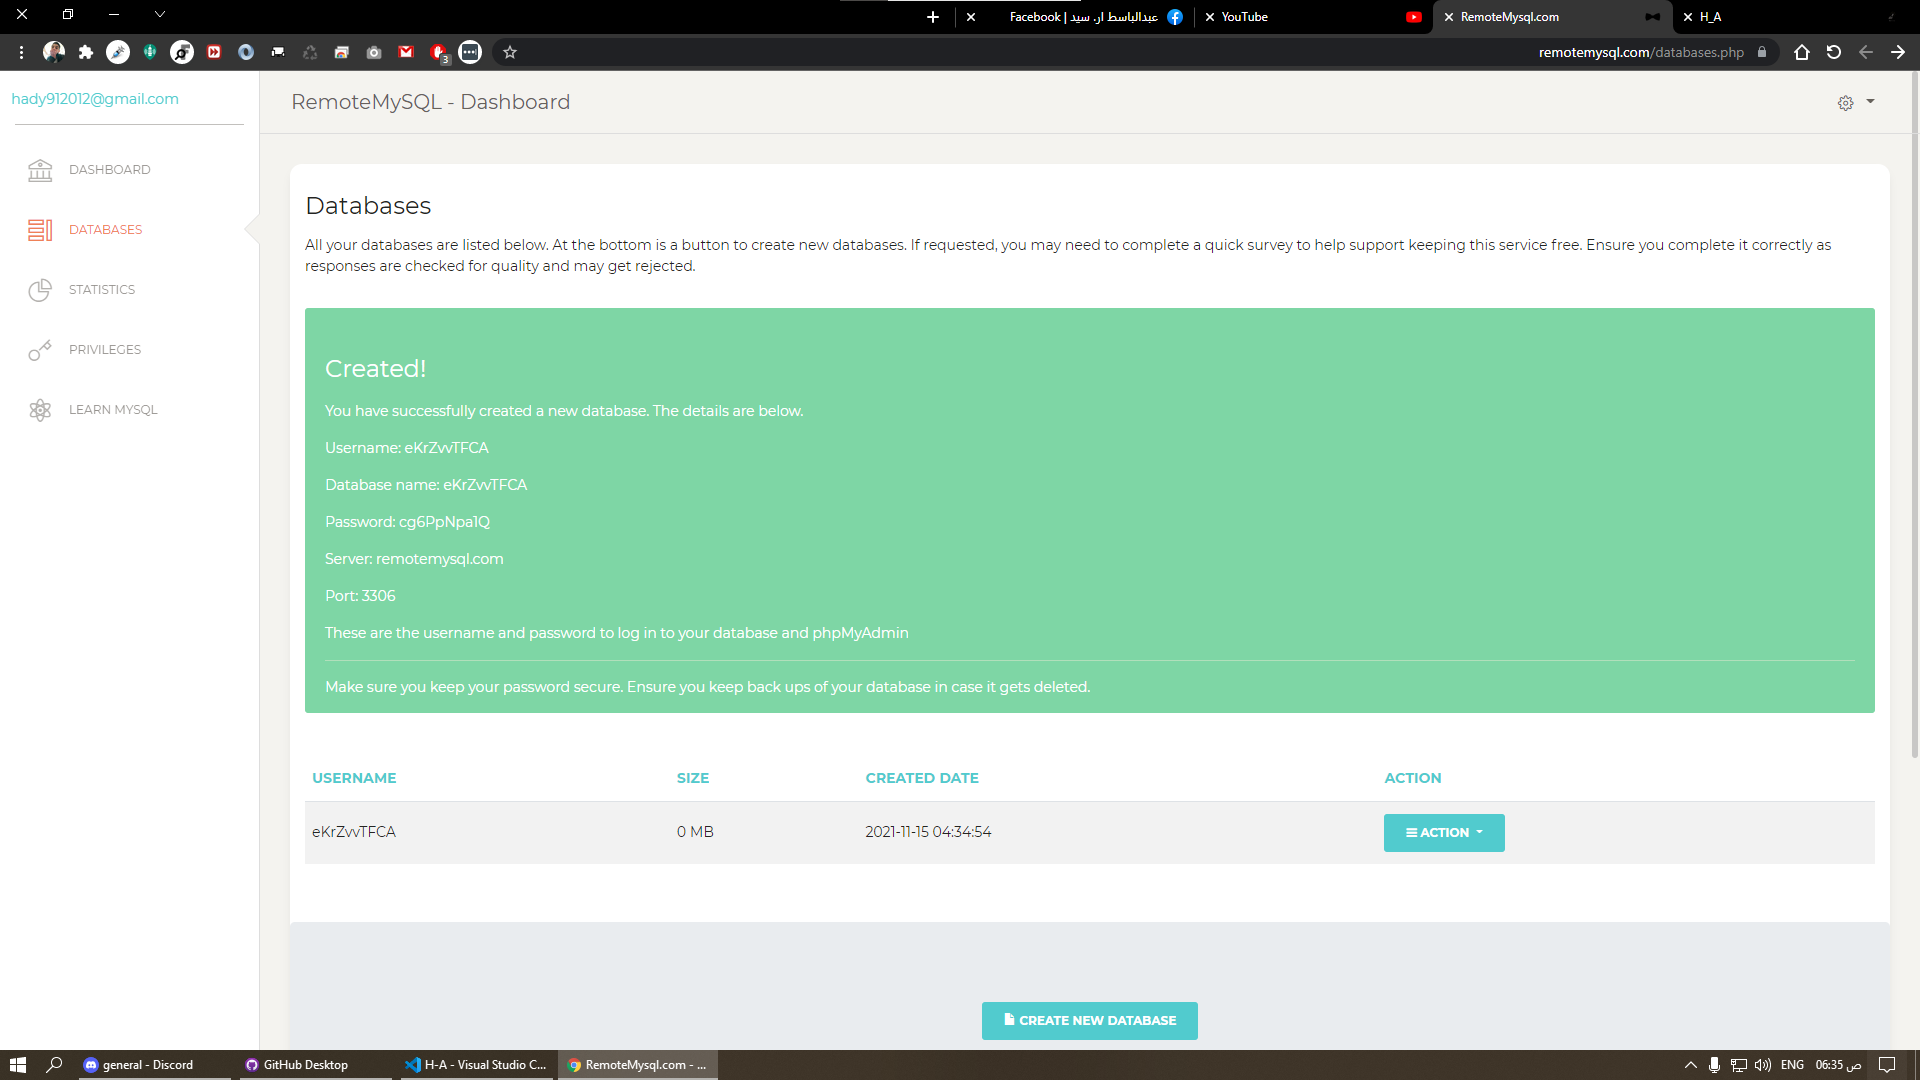 Facebook | عبدالباسط ار. سيد
YouTube
RemoteMysql.com
H_A
3
remotemysql.com/databases.php
hady912012@gmail.com
RemoteMySQL - Dashboard
DASHBOARD
DATABASES
STATISTICS
PRIVILEGES
LEARN MYSQL
Databases
All your databases are listed below. At the bottom is a button to create new databases. If requested, you may need to complete a quick survey to help support keeping this service free. Ensure you complete it correctly as
responses are checked for quality and may get rejected.
Created!
You have successfully created a new database. The details are below.
Username: eKrZvvTFCA
Database name: eKrZvvTFCA
Password: cg6PpNpa1Q
Server: remotemysql.com
Port: 3306
These are the username and password to log in to your database and phpMyAdmin
Make sure you keep your password secure. Ensure you keep back ups of your database in case it gets deleted.
USERNAME SIZE CREATED DATE ACTION
eKrZvvTFCA 0 MB 2021-11-15 04:34:54 ACTION
CREATE NEW DATABASE
general - Discord
GitHub Desktop
H-A - Visual Studio C...
RemoteMysql.com - ...
ENG
06:35 ص